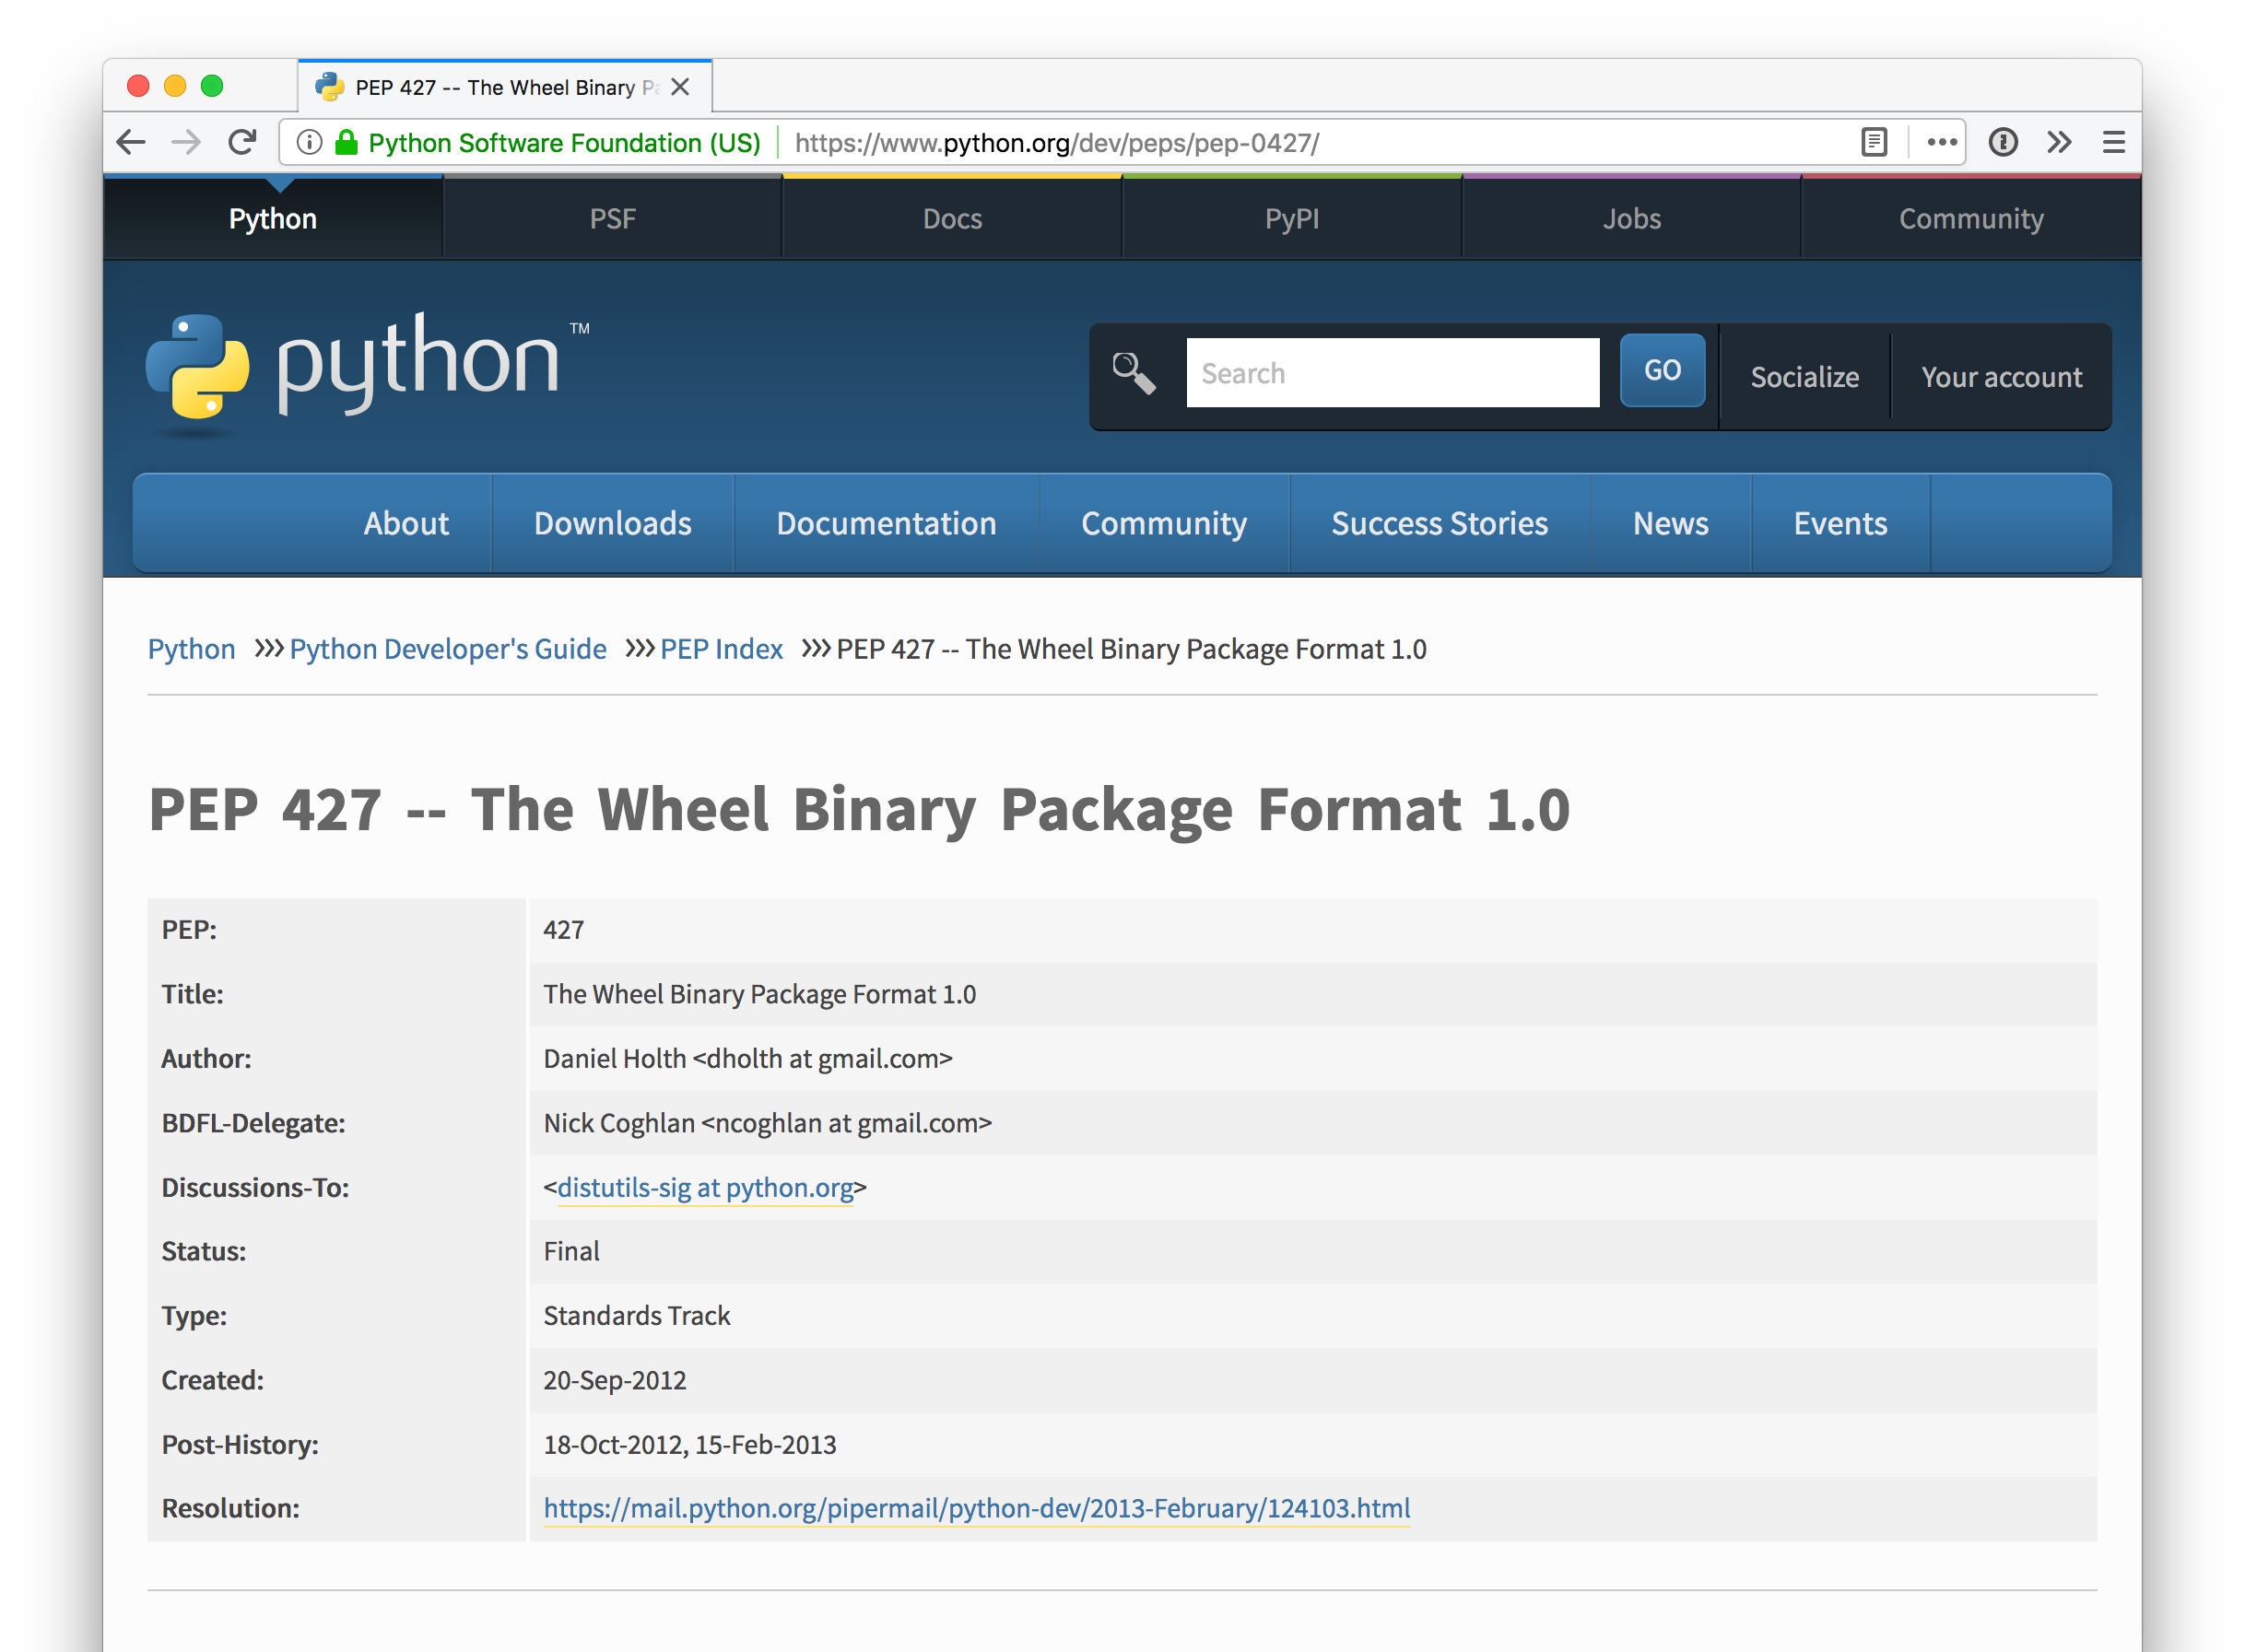 PEP 427 -- The Wheel Binary
Python Software Foundation (US) https://www.python.org/dev/peps/pep-0427/
Python PSF Docs PyPI Jobs Community
python ™
Search GO Socialize Your account
About Downloads Documentation Community Success Stories News Events
Python >>> Python Developer's Guide >>> PEP Index >>> PEP 427 -- The Wheel Binary Package Format 1.0
PEP 427 -- The Wheel Binary Package Format 1.0
PEP: 427
Title: The Wheel Binary Package Format 1.0
Author: Daniel Holth <dholth at gmail.com>
BDFL-Delegate: Nick Coghlan <ncoghlan at gmail.com>
Discussions-To: <distutils-sig at python.org>
Status: Final
Type: Standards Track
Created: 20-Sep-2012
Post-History: 18-Oct-2012, 15-Feb-2013
Resolution: https://mail.python.org/pipermail/python-dev/2013-February/124103.html